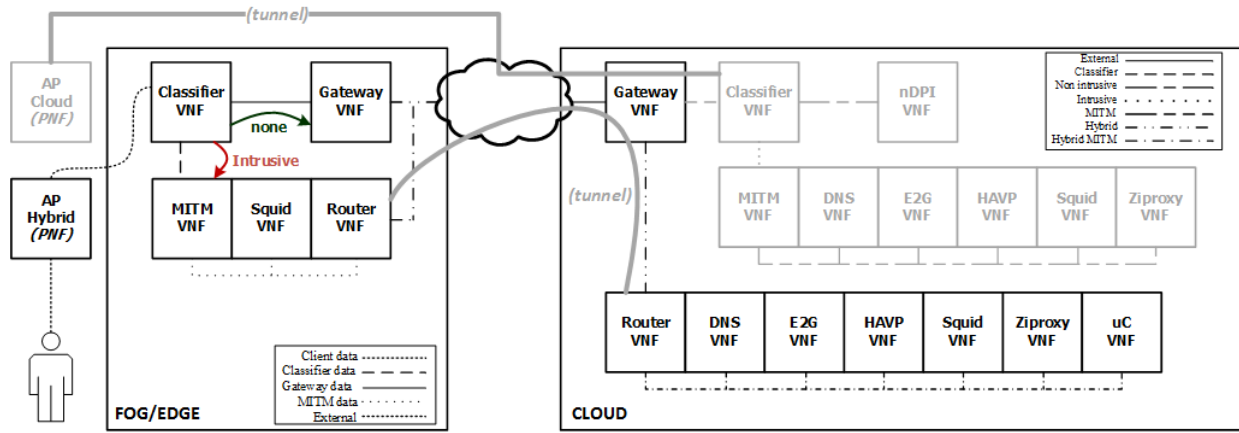 (tunnel)
AP
Cloud
(PNF)
Classifier
VNF
Gateway
VNF
none
Intrusive
AP
Hybrid
(PNF)
MITM
VNF
Squid
VNF
Router
VNF
Client data
Classifier data
Gateway data
MITM data
External
FOG/EDGE
Gateway
VNF
Classifier
VNF
nDPI
VNF
External
Classifier
Non intrusive
Intrusive
MITM
Hybrid
Hybrid MITM
(tunnel)
MITM
VNF
DNS
VNF
E2G
VNF
HAVP
VNF
Squid
VNF
Ziproxy
VNF
Router
VNF
DNS
VNF
E2G
VNF
HAVP
VNF
Squid
VNF
Ziproxy
VNF
uC
VNF
CLOUD